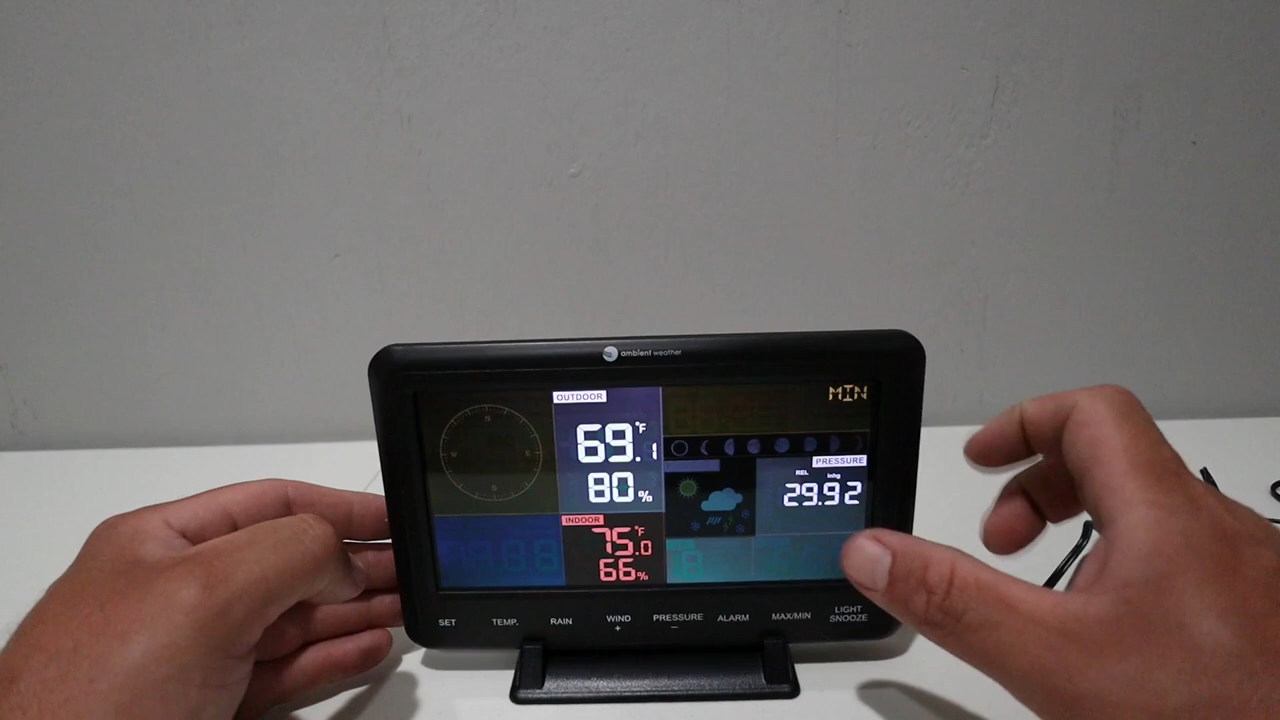 ambient weather
OUTDOOR
69.1 °F
80 %
INDOOR
75.0 °F
66 %
MIN
PRESSURE
REL inhg
29.92
SET
TEMP.
RAIN
WIND
+
PRESSURE
−
ALARM
MAX/MIN
LIGHT
SNOOZE